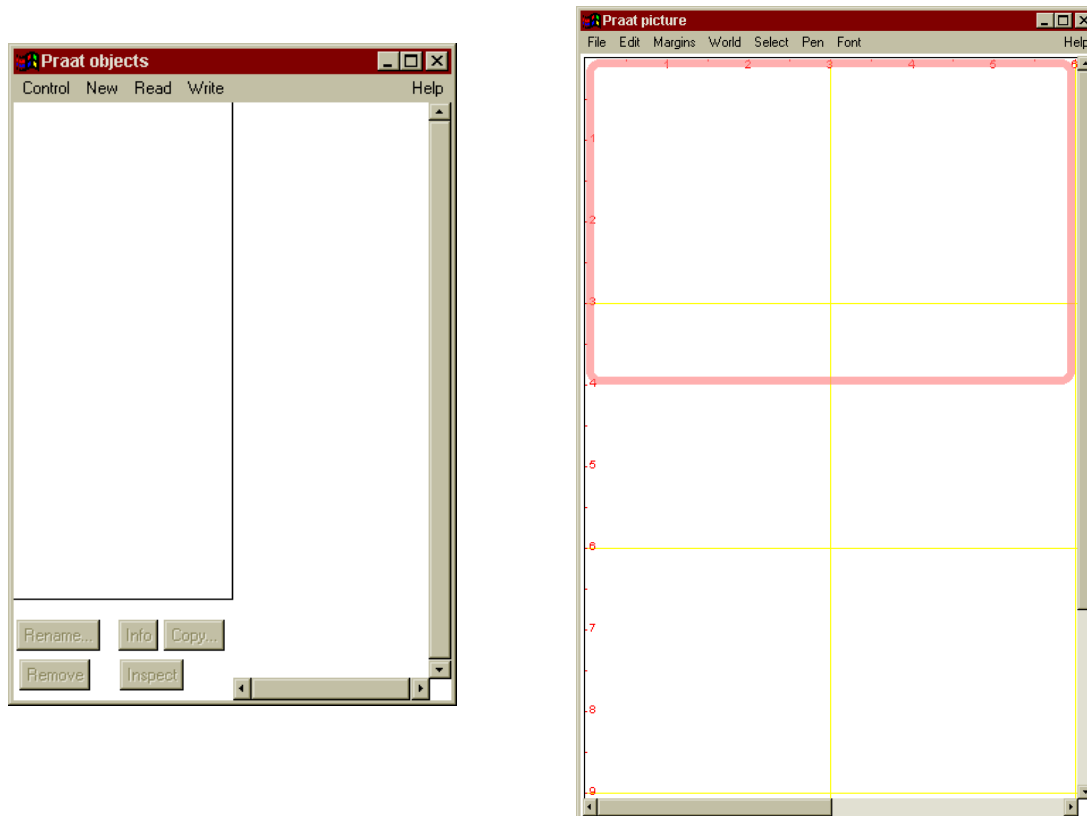 Praat objects
Control New Read Write Help
Rename... Info Copy...
Remove Inspect
Praat picture
File Edit Margins World Select Pen Font Help
1 2 3 4 5 6
1
2
3
4
5
6
7
8
9